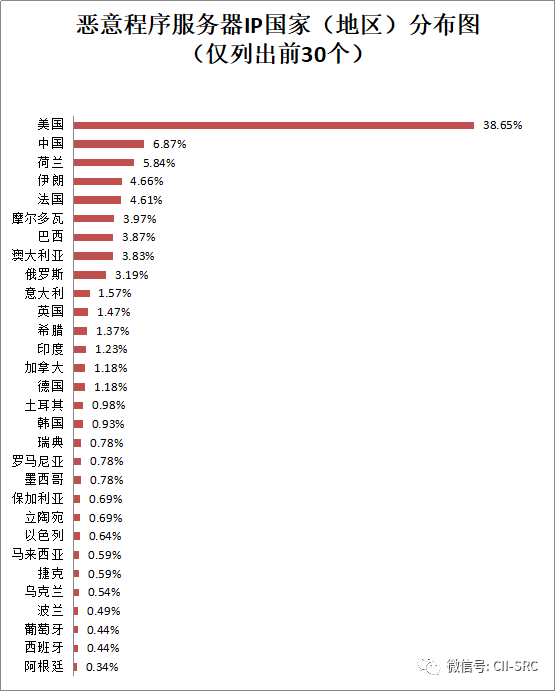 恶意程序服务器IP国家（地区）分布图
（仅列出前30个）
美国 38.65%
中国 6.87%
荷兰 5.84%
伊朗 4.66%
法国 4.61%
摩尔多瓦 3.97%
巴西 3.87%
澳大利亚 3.83%
俄罗斯 3.19%
意大利 1.57%
英国 1.47%
希腊 1.37%
印度 1.23%
加拿大 1.18%
德国 1.18%
土耳其 0.98%
韩国 0.93%
瑞典 0.78%
罗马尼亚 0.78%
墨西哥 0.78%
保加利亚 0.69%
立陶宛 0.69%
以色列 0.64%
马来西亚 0.59%
捷克 0.59%
乌克兰 0.54%
波兰 0.49%
葡萄牙 0.44%
西班牙 0.44%
阿根廷 0.34%
微信号: CII-SRC